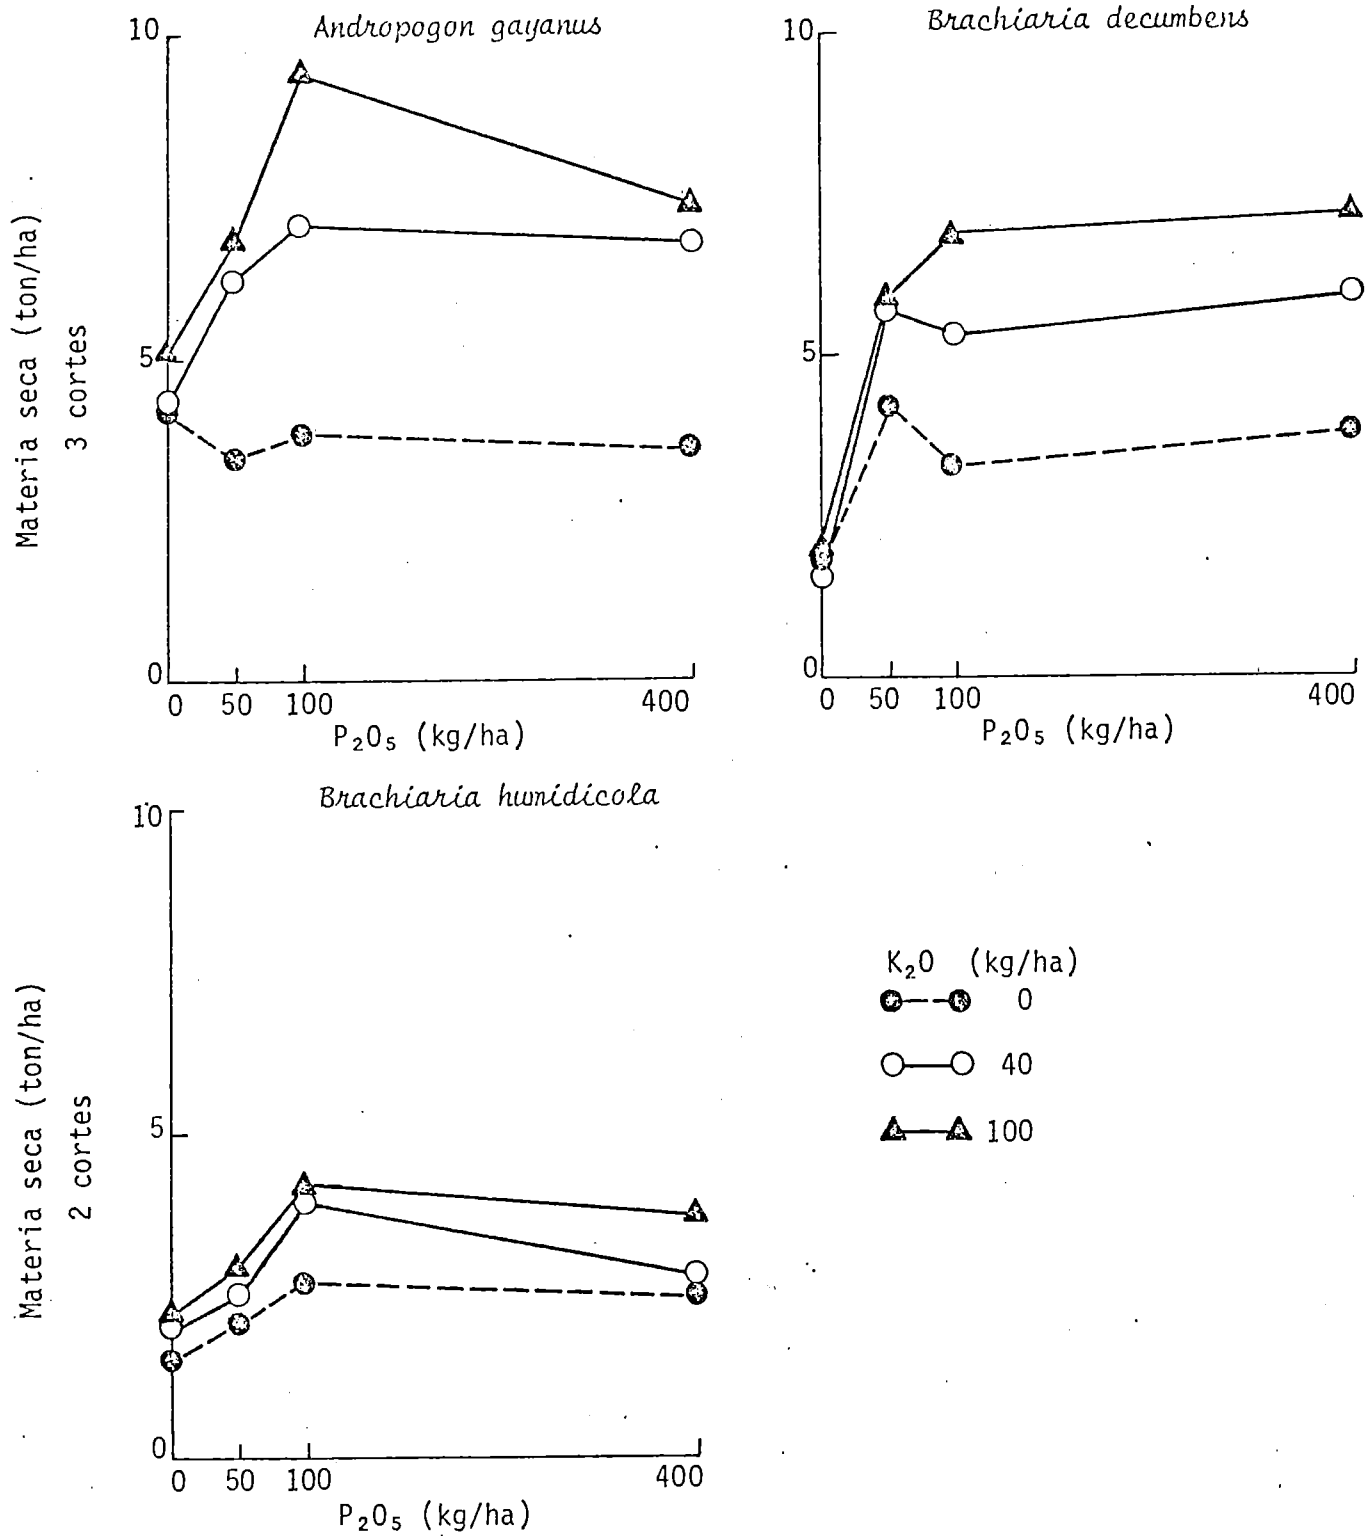 Andropogon gayanus
10
5
0
0 50 100 400
P₂O₅ (kg/ha)
Materia seca (ton/ha)
3 cortes
Brachiaria decumbens
10
5
0
0 50 100 400
P₂O₅ (kg/ha)
Brachiaria humidicola
10
5
0
0 50 100 400
P₂O₅ (kg/ha)
Materia seca (ton/ha)
2 cortes
K₂O (kg/ha)
0
40
100